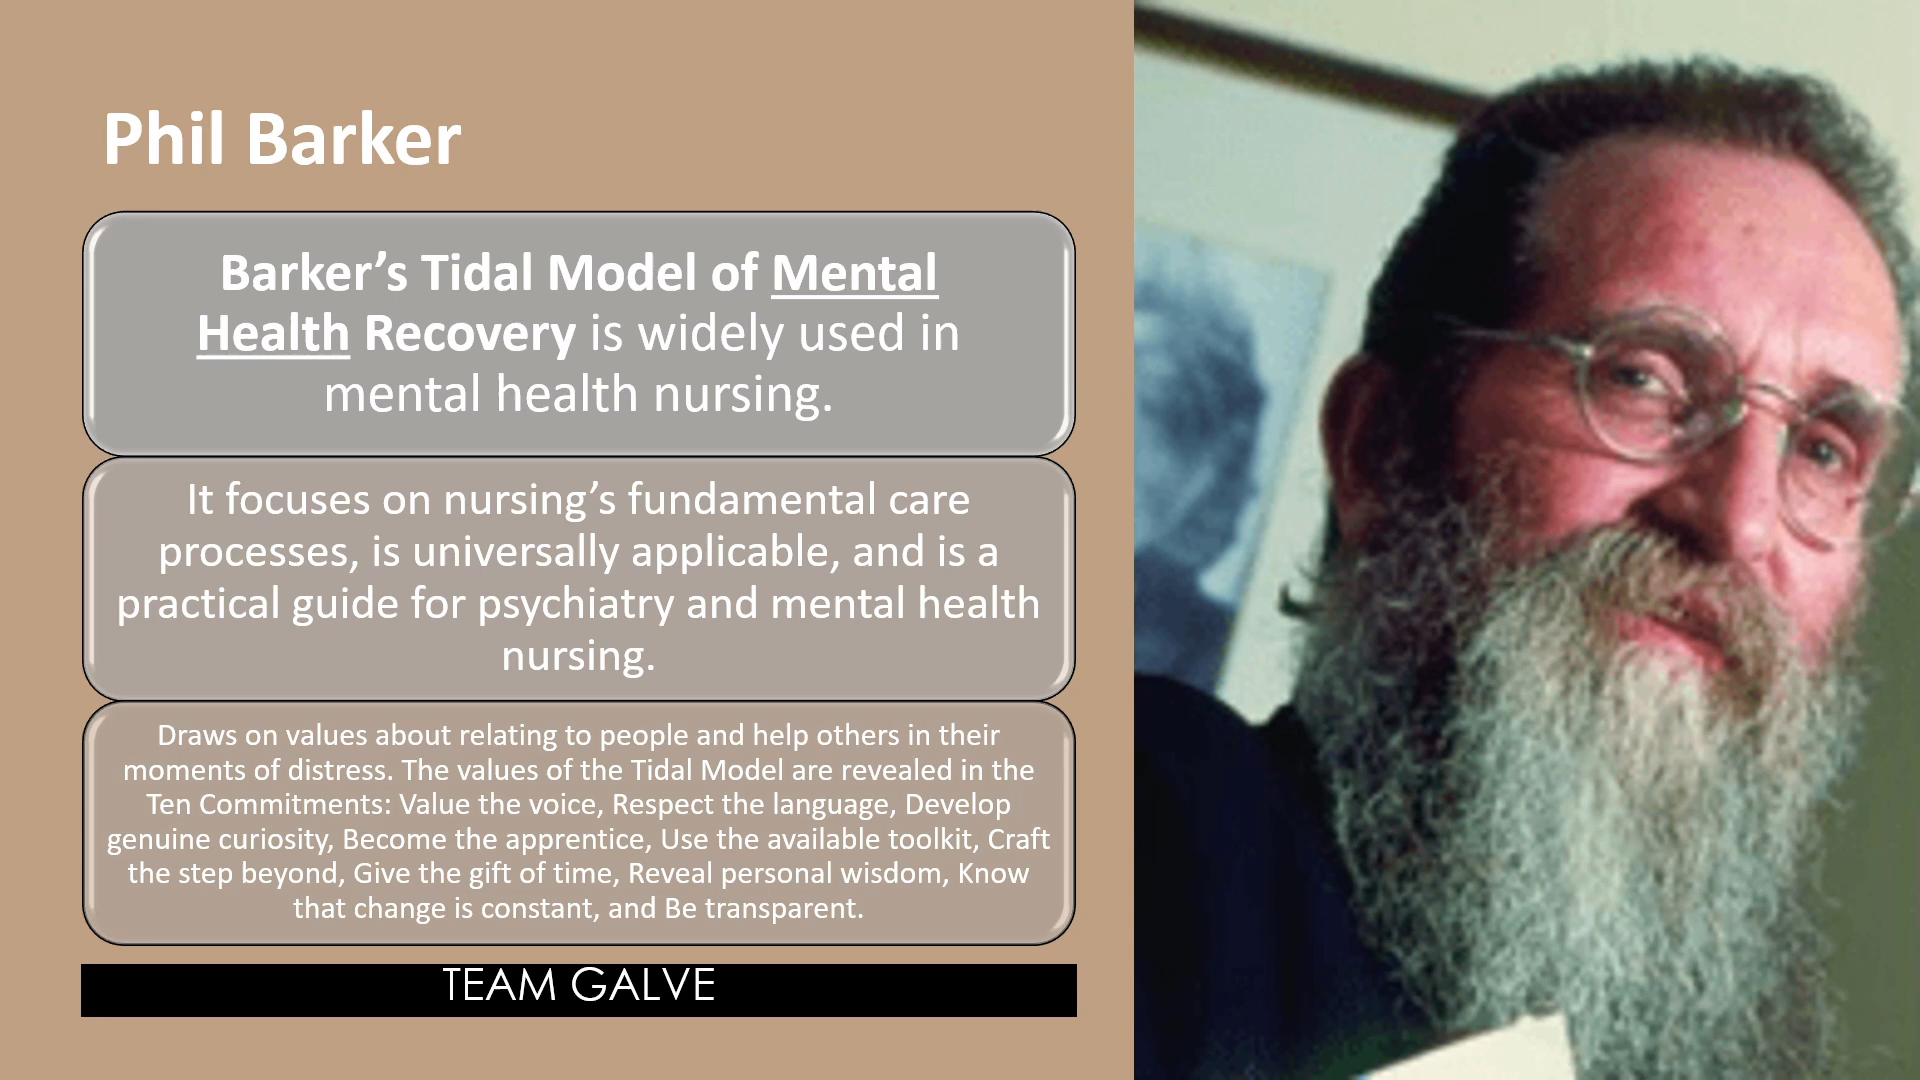 Phil Barker
Barker’s Tidal Model of Mental
Health Recovery is widely used in
mental health nursing.
It focuses on nursing’s fundamental care
processes, is universally applicable, and is a
practical guide for psychiatry and mental health
nursing.
Draws on values about relating to people and help others in their
moments of distress. The values of the Tidal Model are revealed in the
Ten Commitments: Value the voice, Respect the language, Develop
genuine curiosity, Become the apprentice, Use the available toolkit, Craft
the step beyond, Give the gift of time, Reveal personal wisdom, Know
that change is constant, and Be transparent.
TEAM GALVE